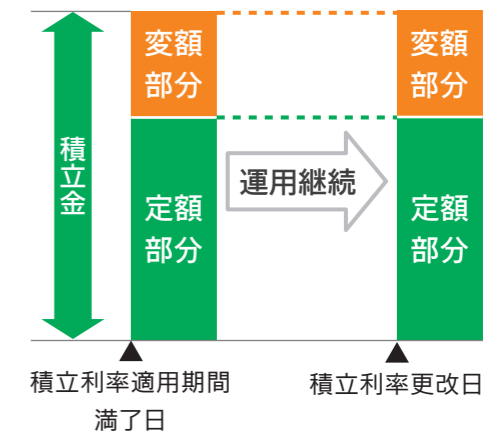 変額
部分
変額
部分
積立金
運用継続
定額
部分
定額
部分
積立利率適用期間
満了日
積立利率更改日